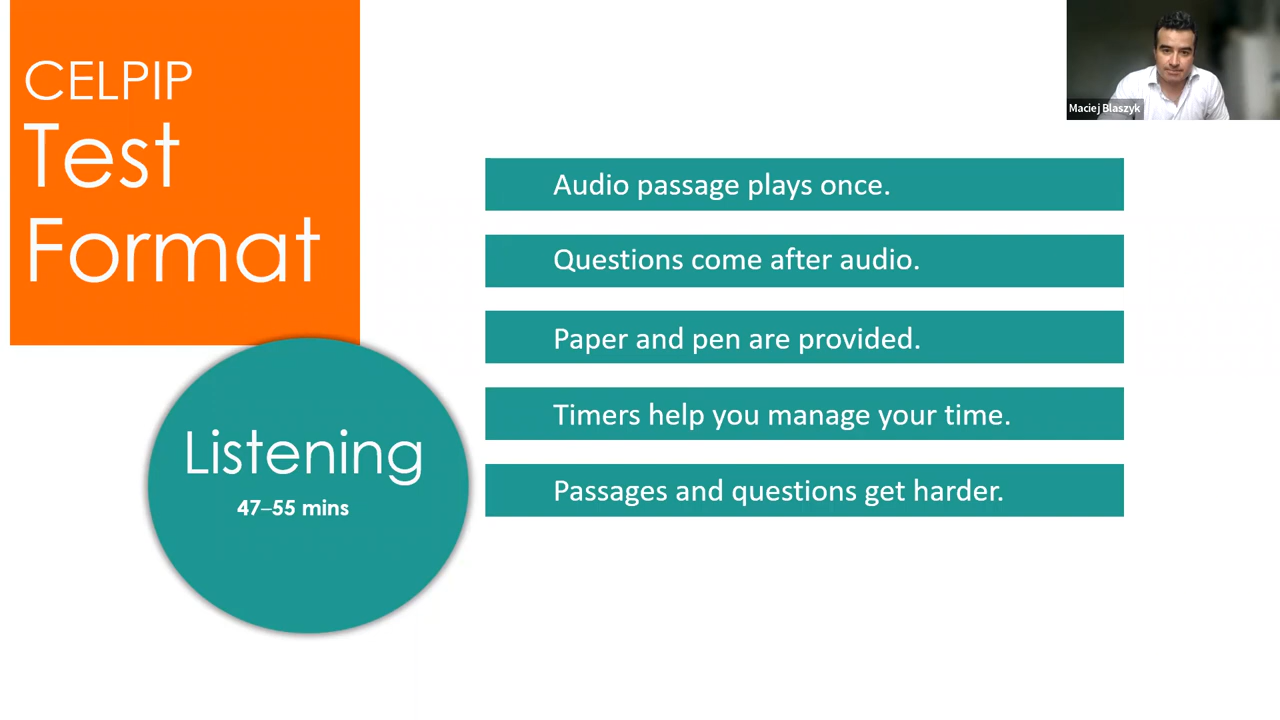 CELPIP
Test
Format
Listening
47–55 mins
Audio passage plays once.
Questions come after audio.
Paper and pen are provided.
Timers help you manage your time.
Passages and questions get harder.
Maciej Blaszyk